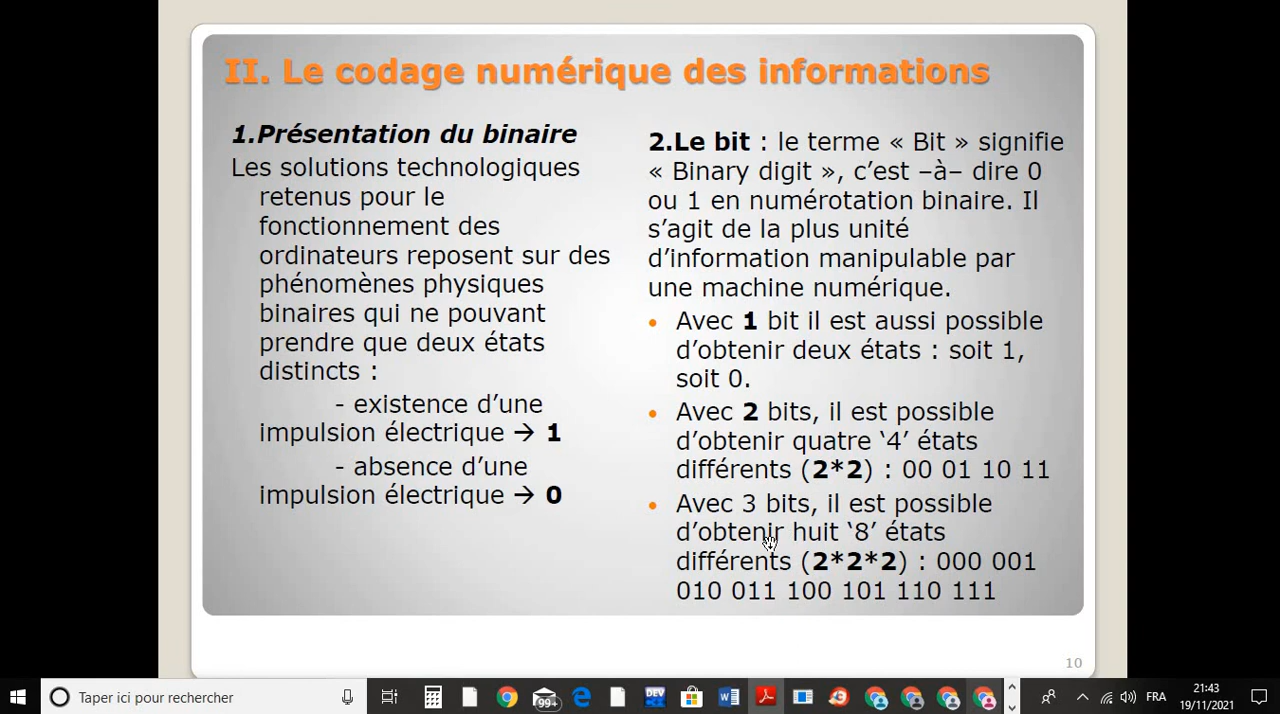 II. Le codage numérique des informations
1.Présentation du binaire
Les solutions technologiques
retenus pour le
fonctionnement des
ordinateurs reposent sur des
phénomènes physiques
binaires qui ne pouvant
prendre que deux états
distincts :
- existence d’une
impulsion électrique → 1
- absence d’une
impulsion électrique → 0
2.Le bit : le terme « Bit » signifie
« Binary digit », c’est –à– dire 0
ou 1 en numérotation binaire. Il
s’agit de la plus unité
d’information manipulable par
une machine numérique.
• Avec 1 bit il est aussi possible
d’obtenir deux états : soit 1,
soit 0.
• Avec 2 bits, il est possible
d’obtenir quatre ‘4’ états
différents (2*2) : 00 01 10 11
• Avec 3 bits, il est possible
d’obtenir huit ‘8’ états
différents (2*2*2) : 000 001
010 011 100 101 110 111
10
Taper ici pour rechercher
99+
DEV
FRA
21:43
19/11/2021